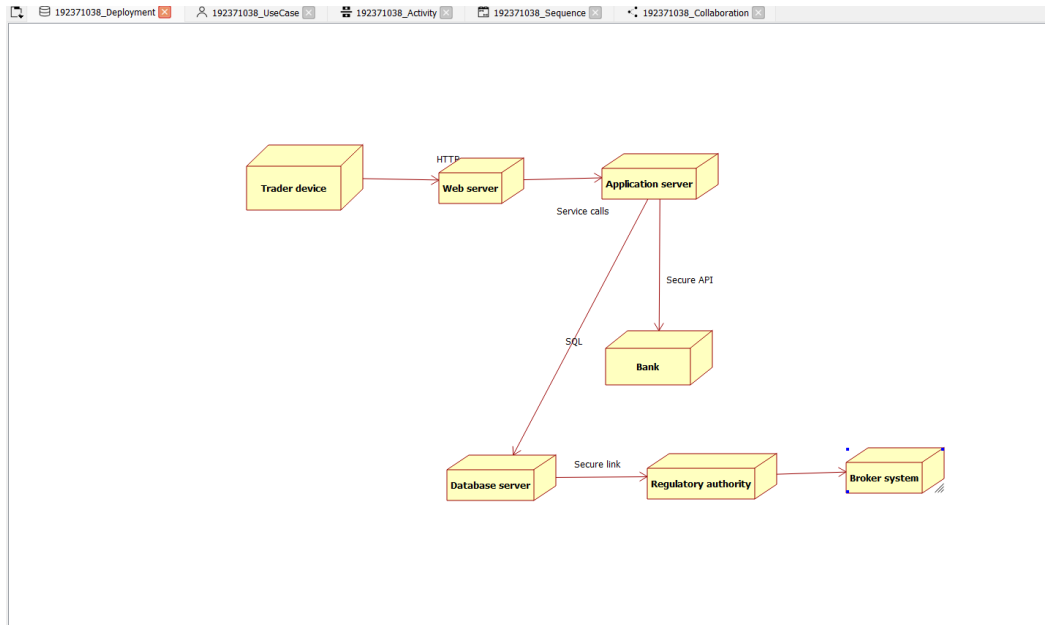 192371038_Deployment
192371038_UseCase
192371038_Activity
192371038_Sequence
192371038_Collaboration
HTTP
Trader device
Web server
Application server
Service calls
Secure API
SQL
Bank
Secure link
Database server
Regulatory authority
Broker system